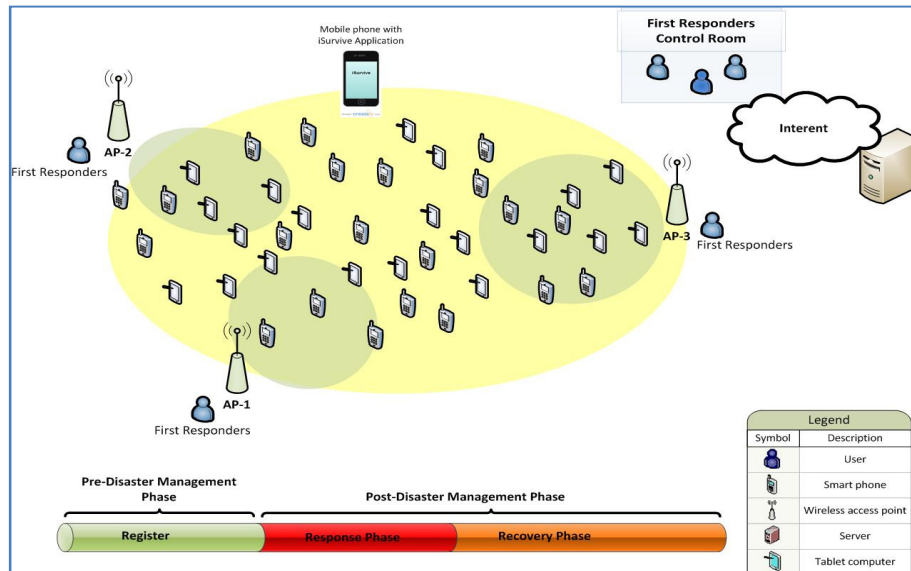 Mobile phone with
iSurvive Application
iSurvive
First Responders
Control Room
Interent
AP-2
First Responders
AP-3
First Responders
AP-1
First Responders
Pre-Disaster Management
Phase
Post-Disaster Management Phase
Register
Response Phase
Recovery Phase
Legend
Symbol
Description
User
Smart phone
Wireless access point
Server
Tablet computer